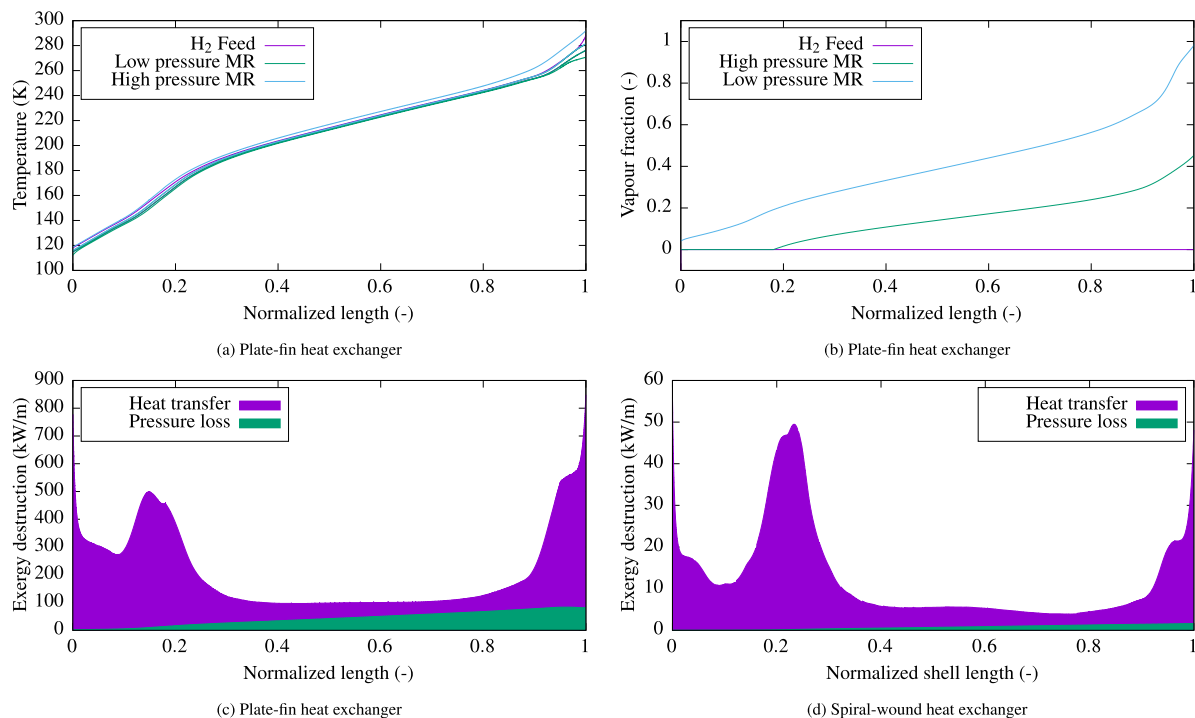 300
280
260
240
220
200
180
160
140
120
100
Temperature (K)
H2 Feed
Low pressure MR
High pressure MR
0 0.2 0.4 0.6 0.8 1
Normalized length (-)
(a) Plate-fin heat exchanger
1
0.8
0.6
0.4
0.2
0
Vapour fraction (-)
H2 Feed
High pressure MR
Low pressure MR
0 0.2 0.4 0.6 0.8 1
Normalized length (-)
(b) Plate-fin heat exchanger
900
800
700
600
500
400
300
200
100
0
Exergy destruction (kW/m)
Heat transfer
Pressure loss
0 0.2 0.4 0.6 0.8 1
Normalized length (-)
(c) Plate-fin heat exchanger
60
50
40
30
20
10
0
Exergy destruction (kW/m)
Heat transfer
Pressure loss
0 0.2 0.4 0.6 0.8 1
Normalized shell length (-)
(d) Spiral-wound heat exchanger